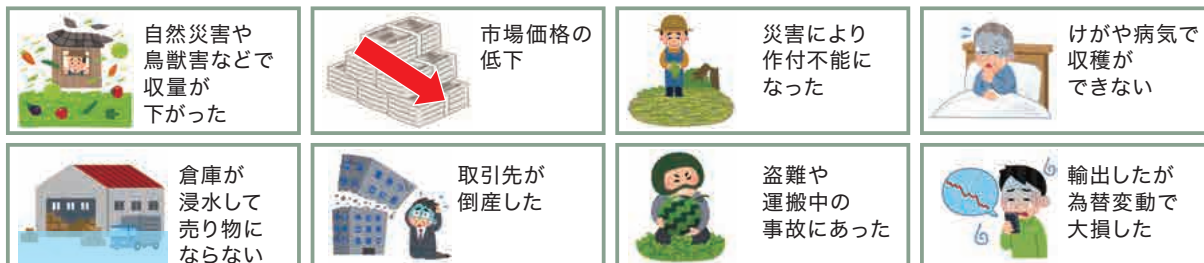 自然災害や
鳥獣害などで
収量が
下がった
市場価格の
低下
災害により
作付不能に
なった
けがや病気で
収穫が
できない
倉庫が
浸水して
売り物に
ならない
取引先が
倒産した
盗難や
運搬中の
事故にあった
輸出したが
為替変動で
大損した